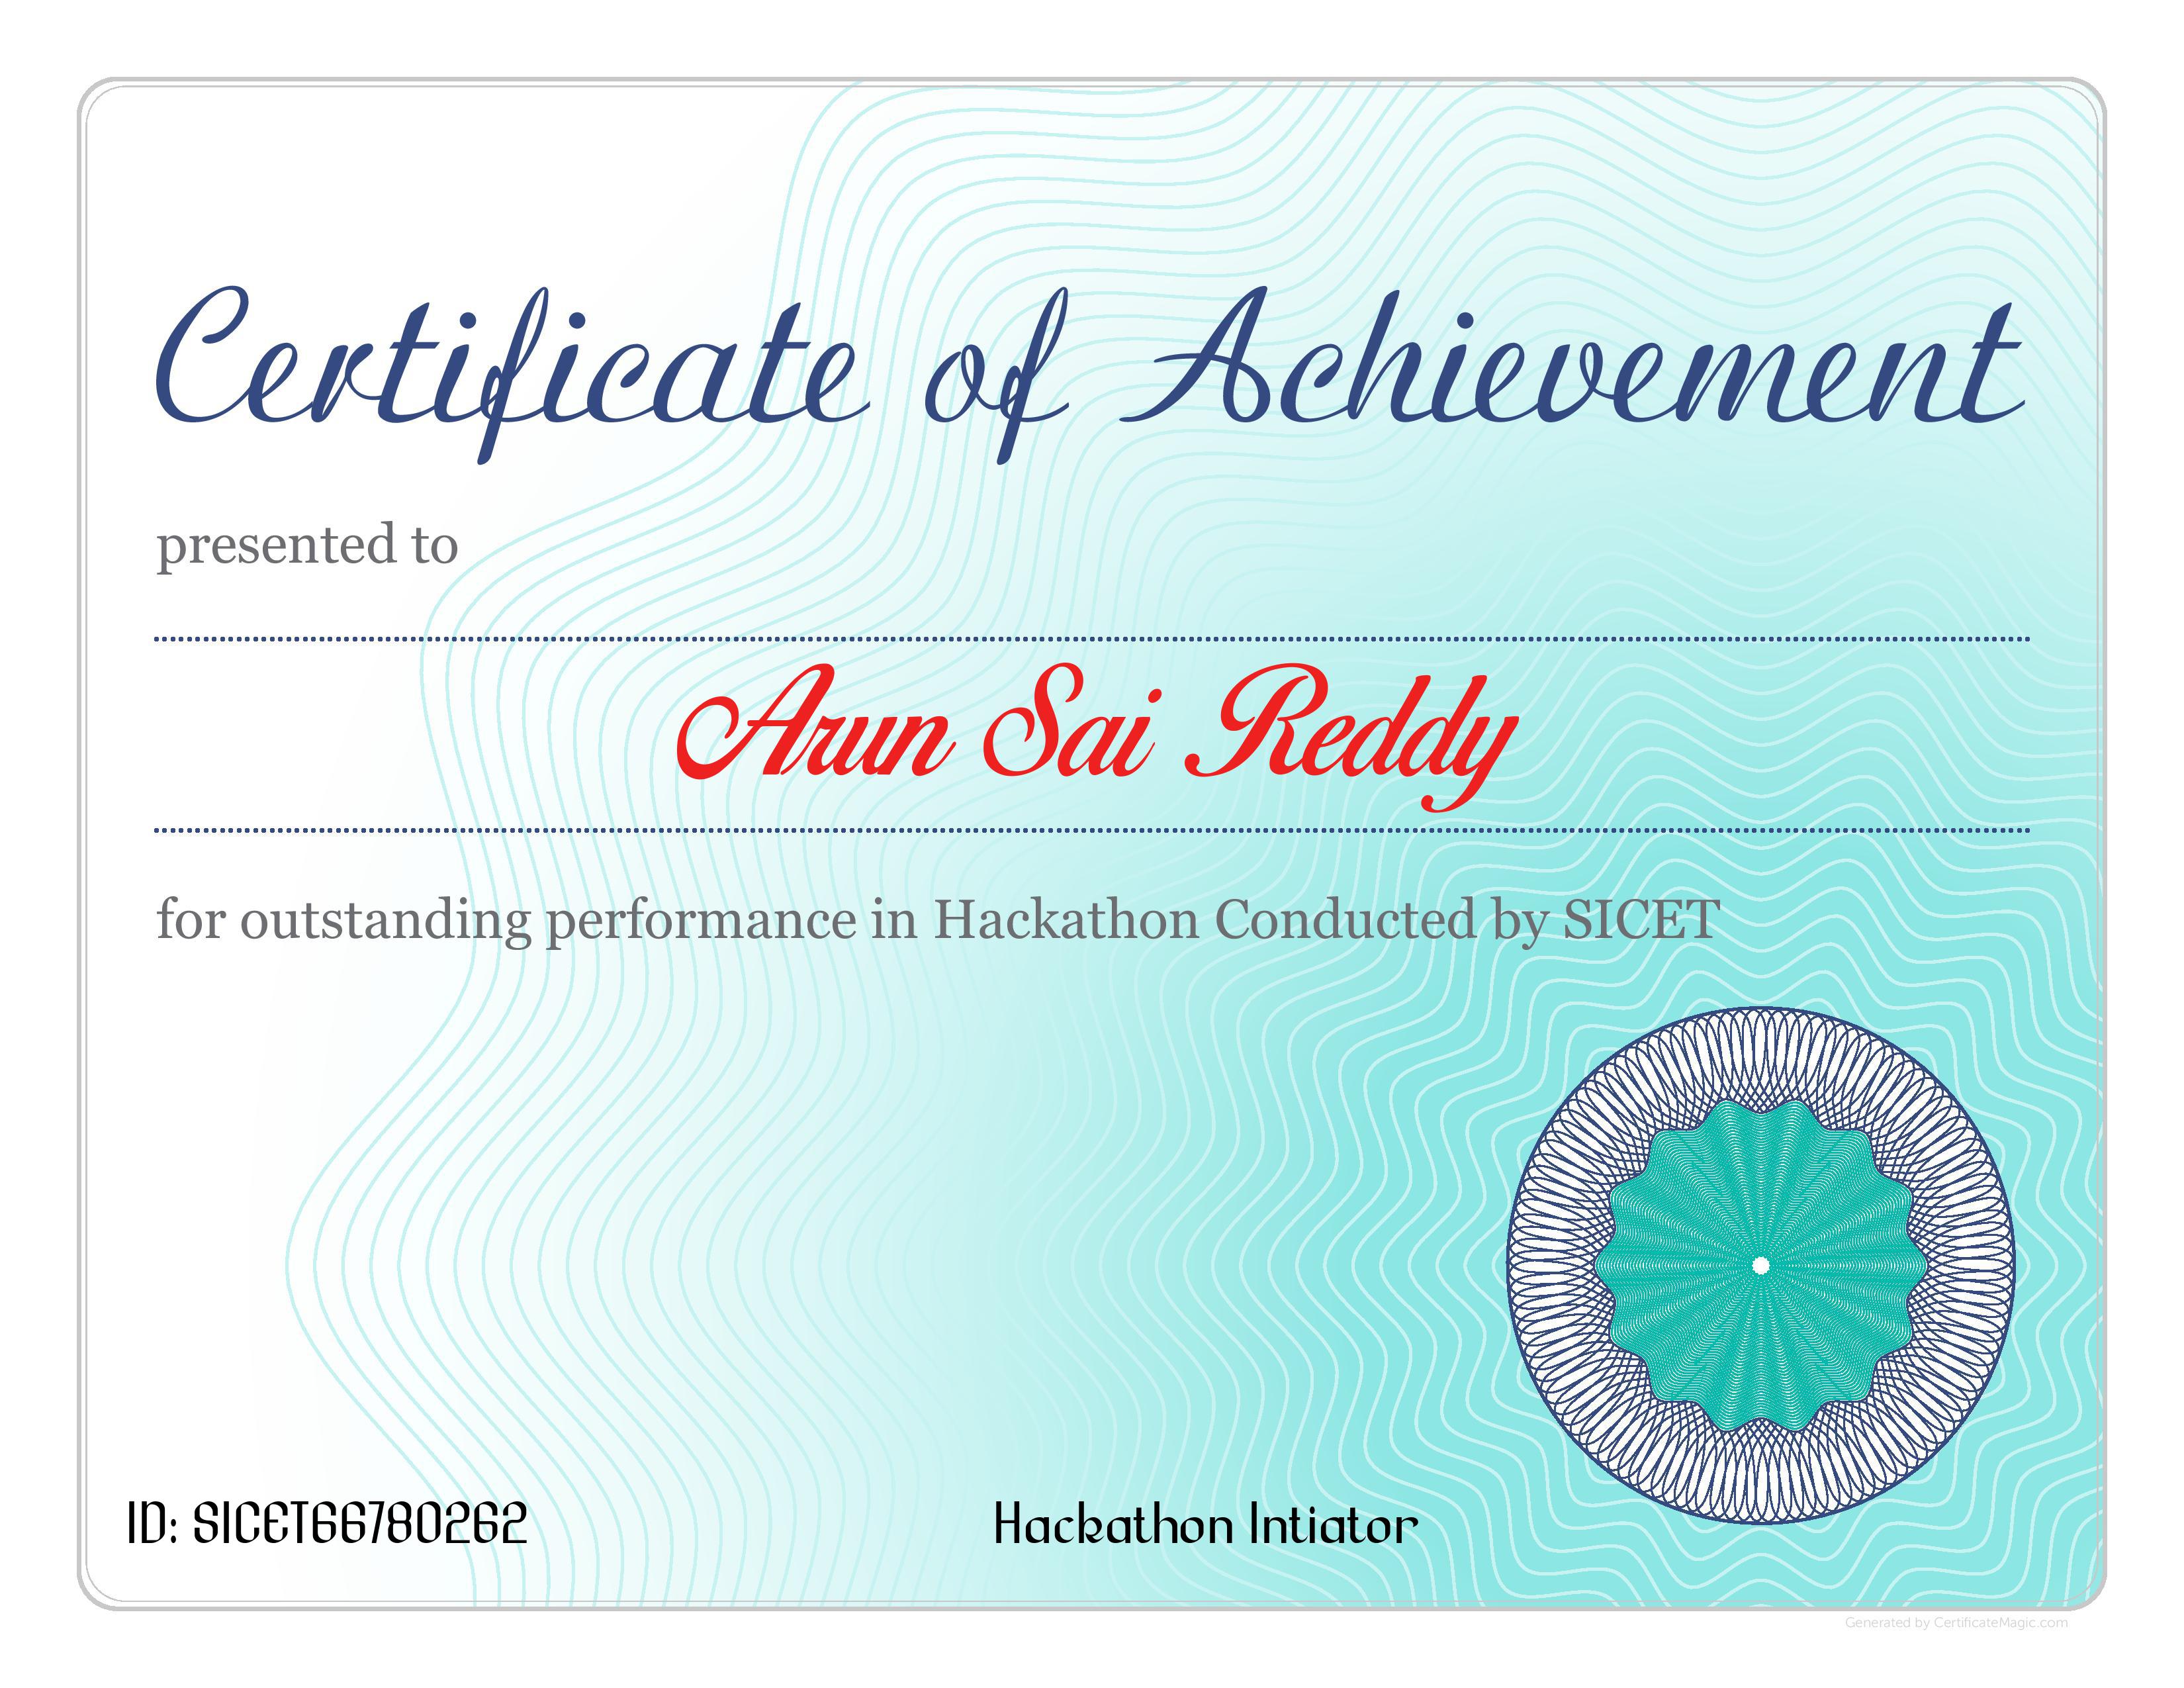 Certificate of Achievement
presented to
Arun Sai Reddy
for outstanding performance in Hackathon Conducted by SICET
ID: SICET66780262
Hackathon Intiator
Generated by CertificateMagic.com